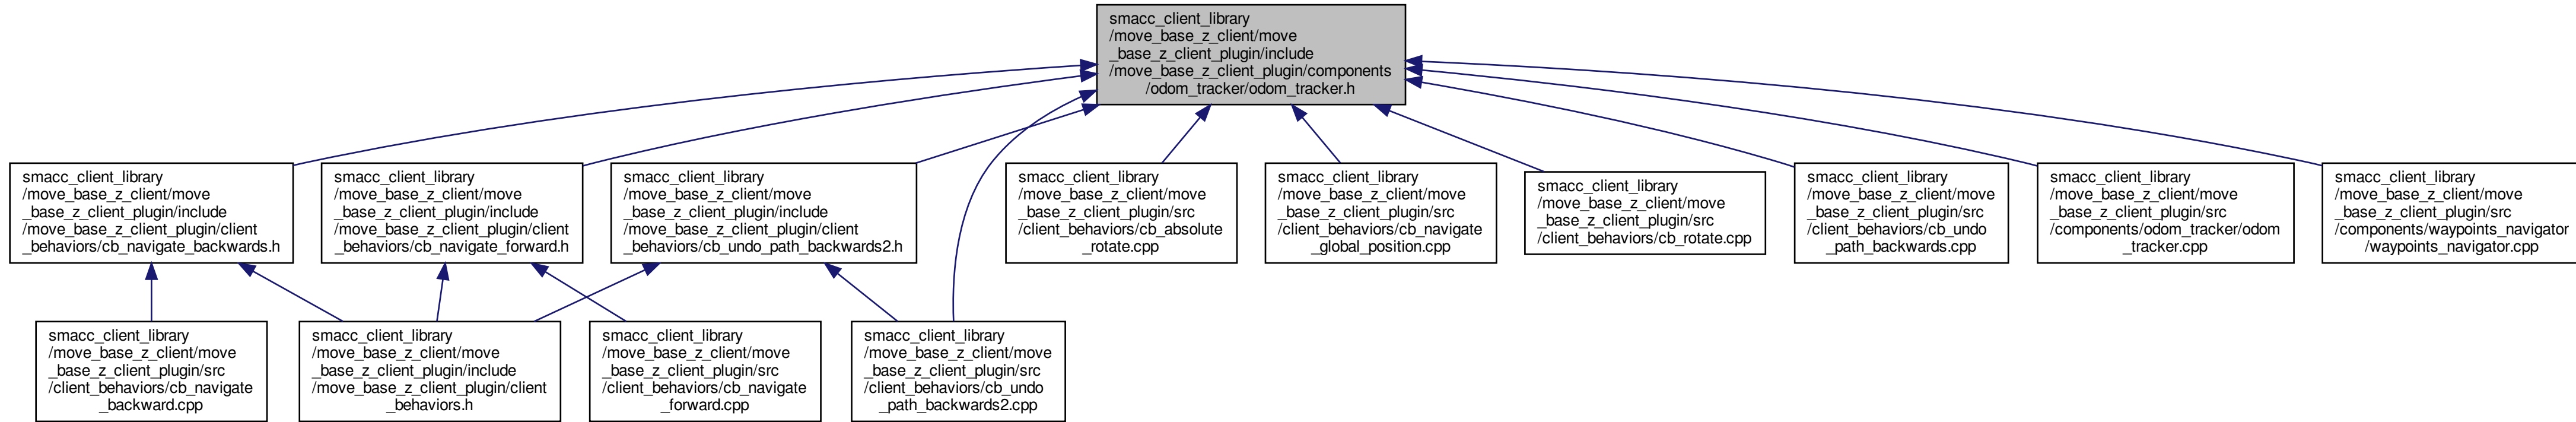 smacc_client_library
/move_base_z_client/move
_base_z_client_plugin/include
/move_base_z_client_plugin/components
/odom_tracker/odom_tracker.h
smacc_client_library
/move_base_z_client/move
_base_z_client_plugin/include
/move_base_z_client_plugin/client
_behaviors/cb_navigate_backwards.h
smacc_client_library
/move_base_z_client/move
_base_z_client_plugin/include
/move_base_z_client_plugin/client
_behaviors/cb_navigate_forward.h
smacc_client_library
/move_base_z_client/move
_base_z_client_plugin/include
/move_base_z_client_plugin/client
_behaviors/cb_undo_path_backwards2.h
smacc_client_library
/move_base_z_client/move
_base_z_client_plugin/src
/client_behaviors/cb_absolute
_rotate.cpp
smacc_client_library
/move_base_z_client/move
_base_z_client_plugin/src
/client_behaviors/cb_navigate
_global_position.cpp
smacc_client_library
/move_base_z_client/move
_base_z_client_plugin/src
/client_behaviors/cb_rotate.cpp
smacc_client_library
/move_base_z_client/move
_base_z_client_plugin/src
/client_behaviors/cb_undo
_path_backwards.cpp
smacc_client_library
/move_base_z_client/move
_base_z_client_plugin/src
/components/odom_tracker/odom
_tracker.cpp
smacc_client_library
/move_base_z_client/move
_base_z_client_plugin/src
/components/waypoints_navigator
/waypoints_navigator.cpp
smacc_client_library
/move_base_z_client/move
_base_z_client_plugin/src
/client_behaviors/cb_navigate
_backward.cpp
smacc_client_library
/move_base_z_client/move
_base_z_client_plugin/include
/move_base_z_client_plugin/client
_behaviors.h
smacc_client_library
/move_base_z_client/move
_base_z_client_plugin/src
/client_behaviors/cb_navigate
_forward.cpp
smacc_client_library
/move_base_z_client/move
_base_z_client_plugin/src
/client_behaviors/cb_undo
_path_backwards2.cpp